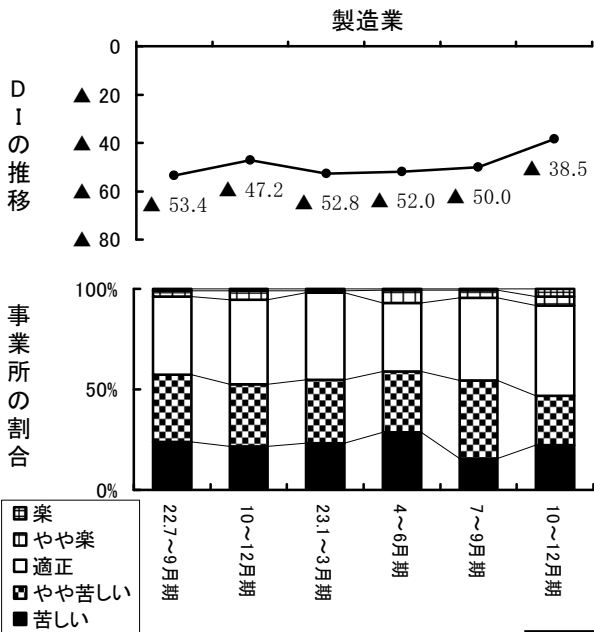 製造業
DIの推移
0
▲ 20
▲ 40
▲ 60
▲ 80
▲ 53.4
▲ 47.2
▲ 52.8
▲ 52.0
▲ 50.0
▲ 38.5
事業所の割合
100%
50%
0%
22.7～9月期
10～12月期
23.1～3月期
4～6月期
7～9月期
10～12月期
楽
やや楽
適正
やや苦しい
苦しい